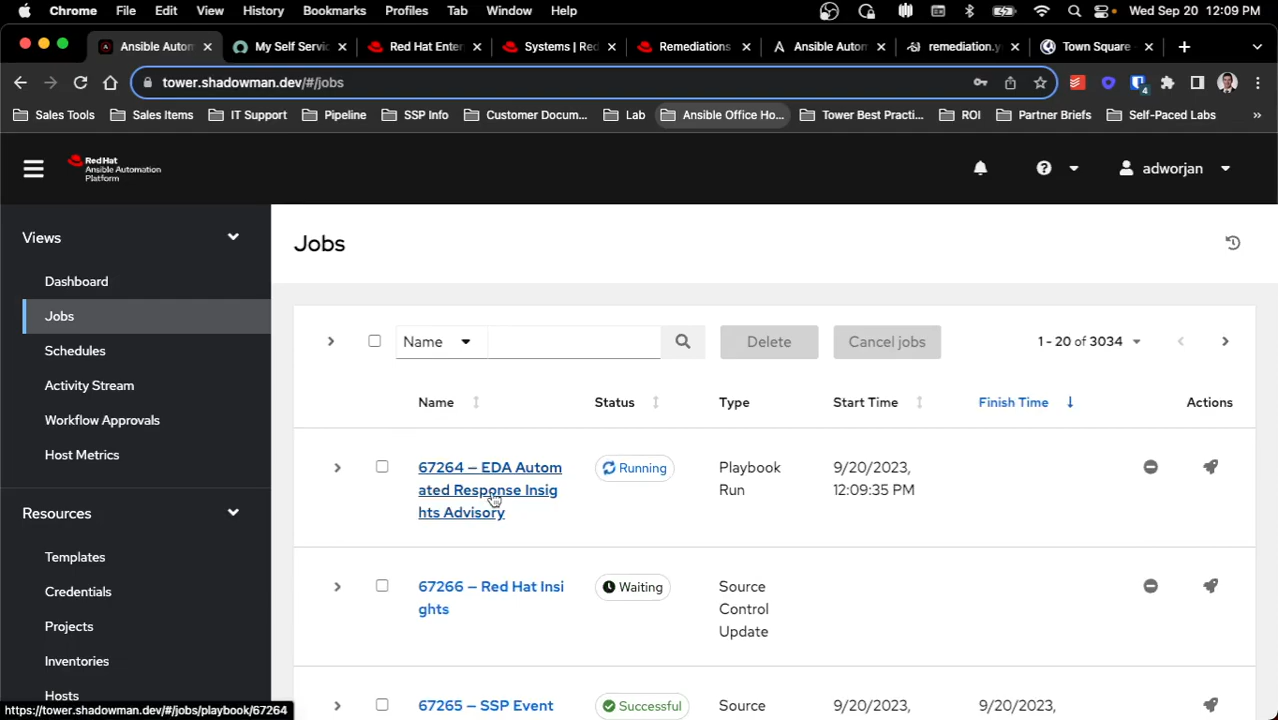 Chrome File Edit View History Bookmarks Profiles Tab Window Help Wed Sep 20 12:09 PM
Ansible Autom My Self Servic Red Hat Enter Systems | Red Remediations Ansible Autom remediation.y Town Square
tower.shadowman.dev/#/jobs 4
Sales Tools Sales Items IT Support Pipeline SSP Info Customer Docum... Lab Ansible Office Ho... Tower Best Practi... ROI Partner Briefs Self-Paced Labs »
Red Hat
Ansible Automation
Platform
adworjan
Views
Dashboard
Jobs
Schedules
Activity Stream
Workflow Approvals
Host Metrics
Resources
Templates
Credentials
Projects
Inventories
Hosts
https://tower.shadowman.dev/#/jobs/playbook/67264
Jobs
Name Delete Cancel jobs 1 - 20 of 3034
Name Status Type Start Time Finish Time Actions
67264 — EDA Autom
ated Response Insig
hts Advisory
Running
Playbook
Run
9/20/2023,
12:09:35 PM
67266 — Red Hat Insi
ghts
Waiting
Source
Control
Update
67265 — SSP Event
Successful
Source
9/20/2023,
9/20/2023,